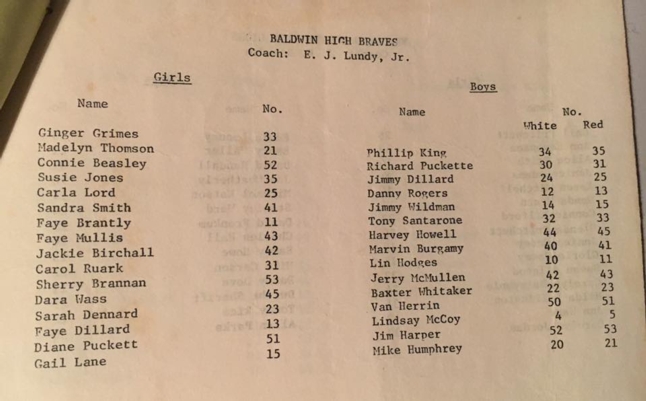 BALDWIN HIGH BRAVES
Coach: E. J. Lundy, Jr.
Girls
Name No.
Ginger Grimes 33
Madelyn Thomson 21
Connie Beasley 52
Susie Jones 35
Carla Lord 25
Sandra Smith 41
Faye Brantly 11
Faye Mullis 43
Jackie Birchall 42
Carol Ruark 31
Sherry Brannan 53
Dara Wass 45
Sarah Dennard 23
Faye Dillard 13
Diane Puckett 51
Gail Lane 15
Boys
Name No.
White Red
Phillip King 34 35
Richard Puckette 30 31
Jimmy Dillard 24 25
Danny Rogers 12 13
Jimmy Wildman 14 15
Tony Santarone 32 33
Harvey Howell 44 45
Marvin Burgamy 40 41
Lin Hodges 10 11
Jerry McMullen 42 43
Baxter Whitaker 22 23
Van Herrin 50 51
Lindsay McCoy 4 5
Jim Harper 52 53
Mike Humphrey 20 21